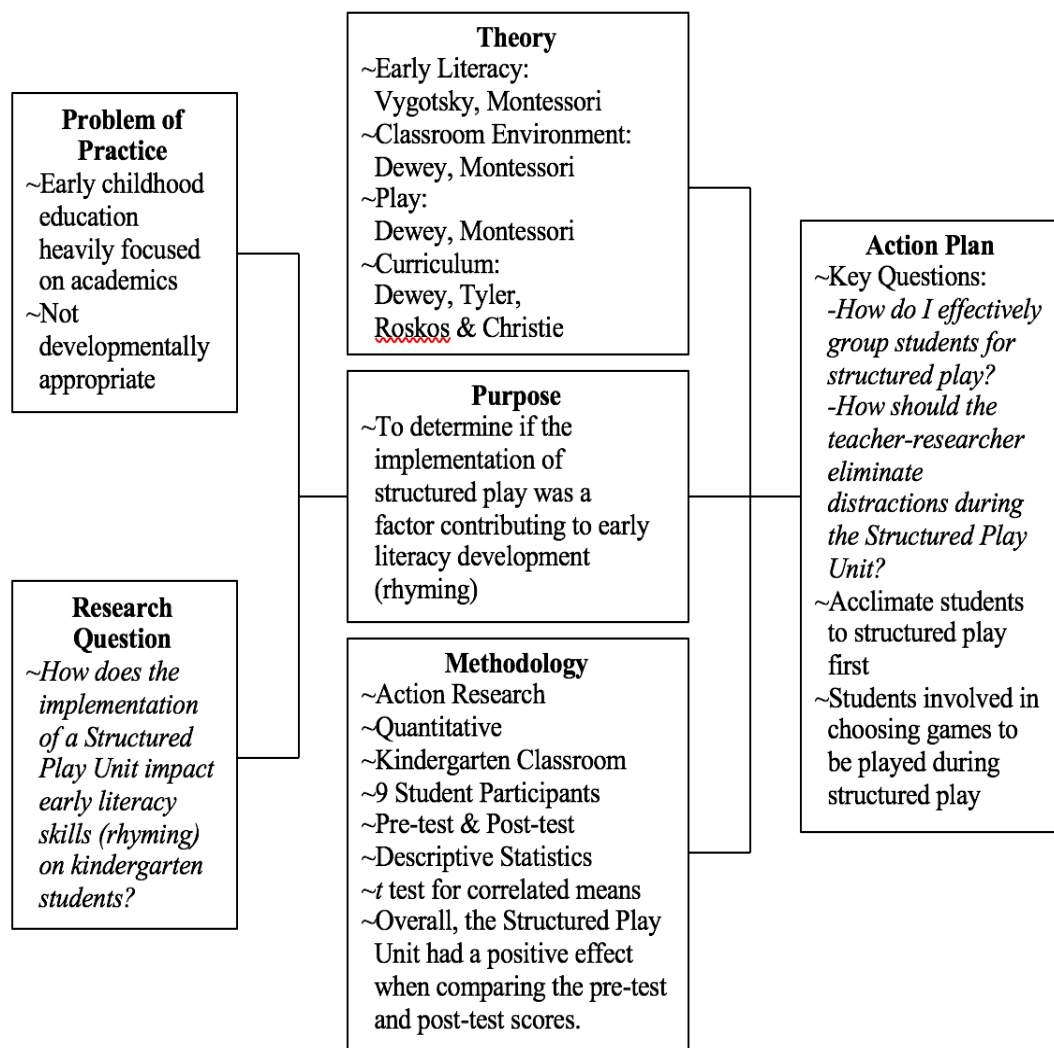 Problem of
Practice
~Early childhood
education
heavily focused
on academics
~Not
developmentally
appropriate
Research
Question
~How does the
implementation
of a Structured
Play Unit impact
early literacy
skills (rhyming)
on kindergarten
students?
Theory
~Early Literacy:
Vygotsky, Montessori
~Classroom Environment:
Dewey, Montessori
~Play:
Dewey, Montessori
~Curriculum:
Dewey, Tyler,
Roskos & Christie
Purpose
~To determine if the
implementation of
structured play was a
factor contributing to early
literacy development
(rhyming)
Methodology
~Action Research
~Quantitative
~Kindergarten Classroom
~9 Student Participants
~Pre-test & Post-test
~Descriptive Statistics
~t test for correlated means
~Overall, the Structured Play
Unit had a positive effect
when comparing the pre-test
and post-test scores.
Action Plan
~Key Questions:
-How do I effectively
group students for
structured play?
-How should the
teacher-researcher
eliminate
distractions during
the Structured Play
Unit?
~Acclimate students
to structured play
first
~Students involved in
choosing games to
be played during
structured play